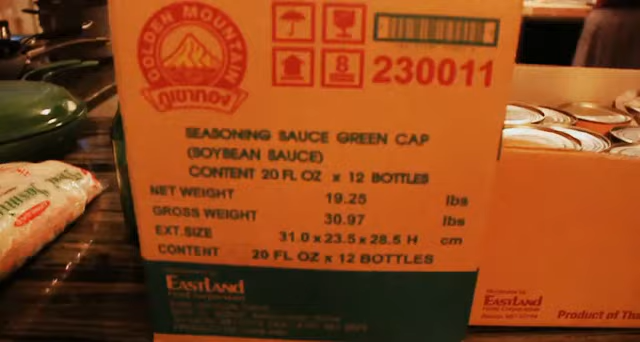 GOLDEN MOUNTAIN
ภูเขาทอง
8
230011
SEASONING SAUCE GREEN CAP
(SOYBEAN SAUCE)
CONTENT 20 FL OZ x 12 BOTTLES
NET WEIGHT 19.25 lbs
GROSS WEIGHT 30.97 lbs
EXT.SIZE 31.0 x 23.5 x 28.5 H cm
CONTENT 20 FL OZ x 12 BOTTLES
EASTLAND
EASTLAND
Product of Tha